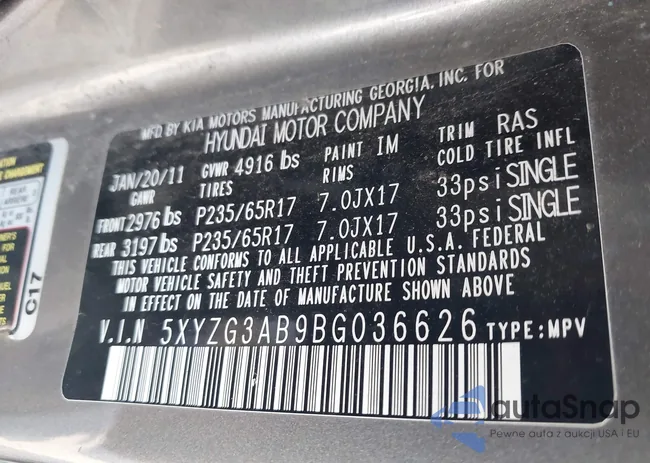 MFD. BY KIA MOTORS MANUFACTURING GEORGIA, INC. FOR
HYUNDAI MOTOR COMPANY
JAN/20/11 GVWR 4916 lbs PAINT IM TRIM RAS
GAWR TIRES RIMS COLD TIRE INFL
FRONT 2976 lbs P235/65R17 7.0JX17 33psi SINGLE
REAR 3197 lbs P235/65R17 7.0JX17 33psi SINGLE
THIS VEHICLE CONFORMS TO ALL APPLICABLE U.S.A. FEDERAL
MOTOR VEHICLE SAFETY AND THEFT PREVENTION STANDARDS
IN EFFECT ON THE DATE OF MANUFACTURE SHOWN ABOVE
V.I.N 5XYZG3AB9BG036626 TYPE: MPV
C17
autaSnap
Pewne auta z aukcji USA i EU